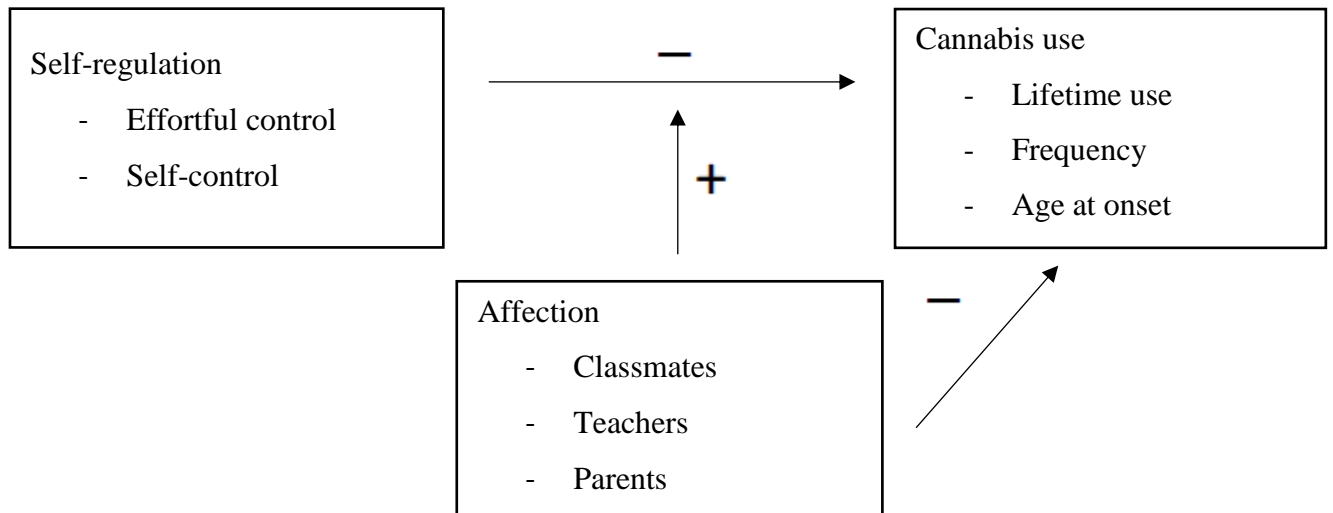 Self-regulation
- Effortful control
- Self-control
−
Cannabis use
- Lifetime use
- Frequency
- Age at onset
+
Affection
- Classmates
- Teachers
- Parents
−